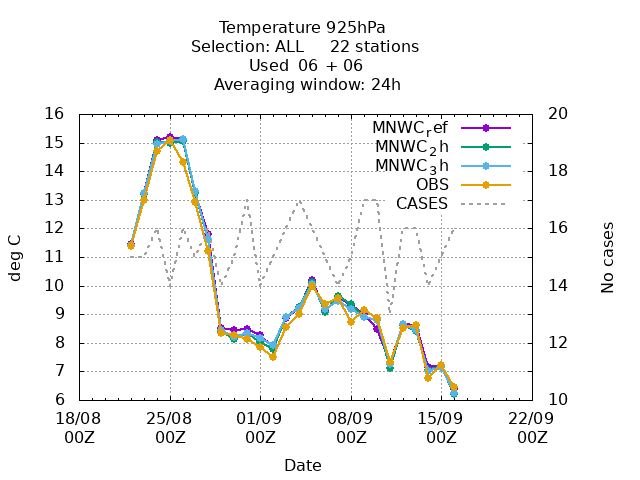 Temperature 925hPa
Selection: ALL     22 stations
Used  06 + 06
Averaging window: 24h
16
15
14
13
12
11
10
9
8
7
6
deg C
20
18
16
14
12
10
No cases
MNWC_ref
MNWC_2h
MNWC_3h
OBS
CASES
18/08 25/08 01/09 08/09 15/09 22/09
00Z 00Z 00Z 00Z 00Z 00Z
Date